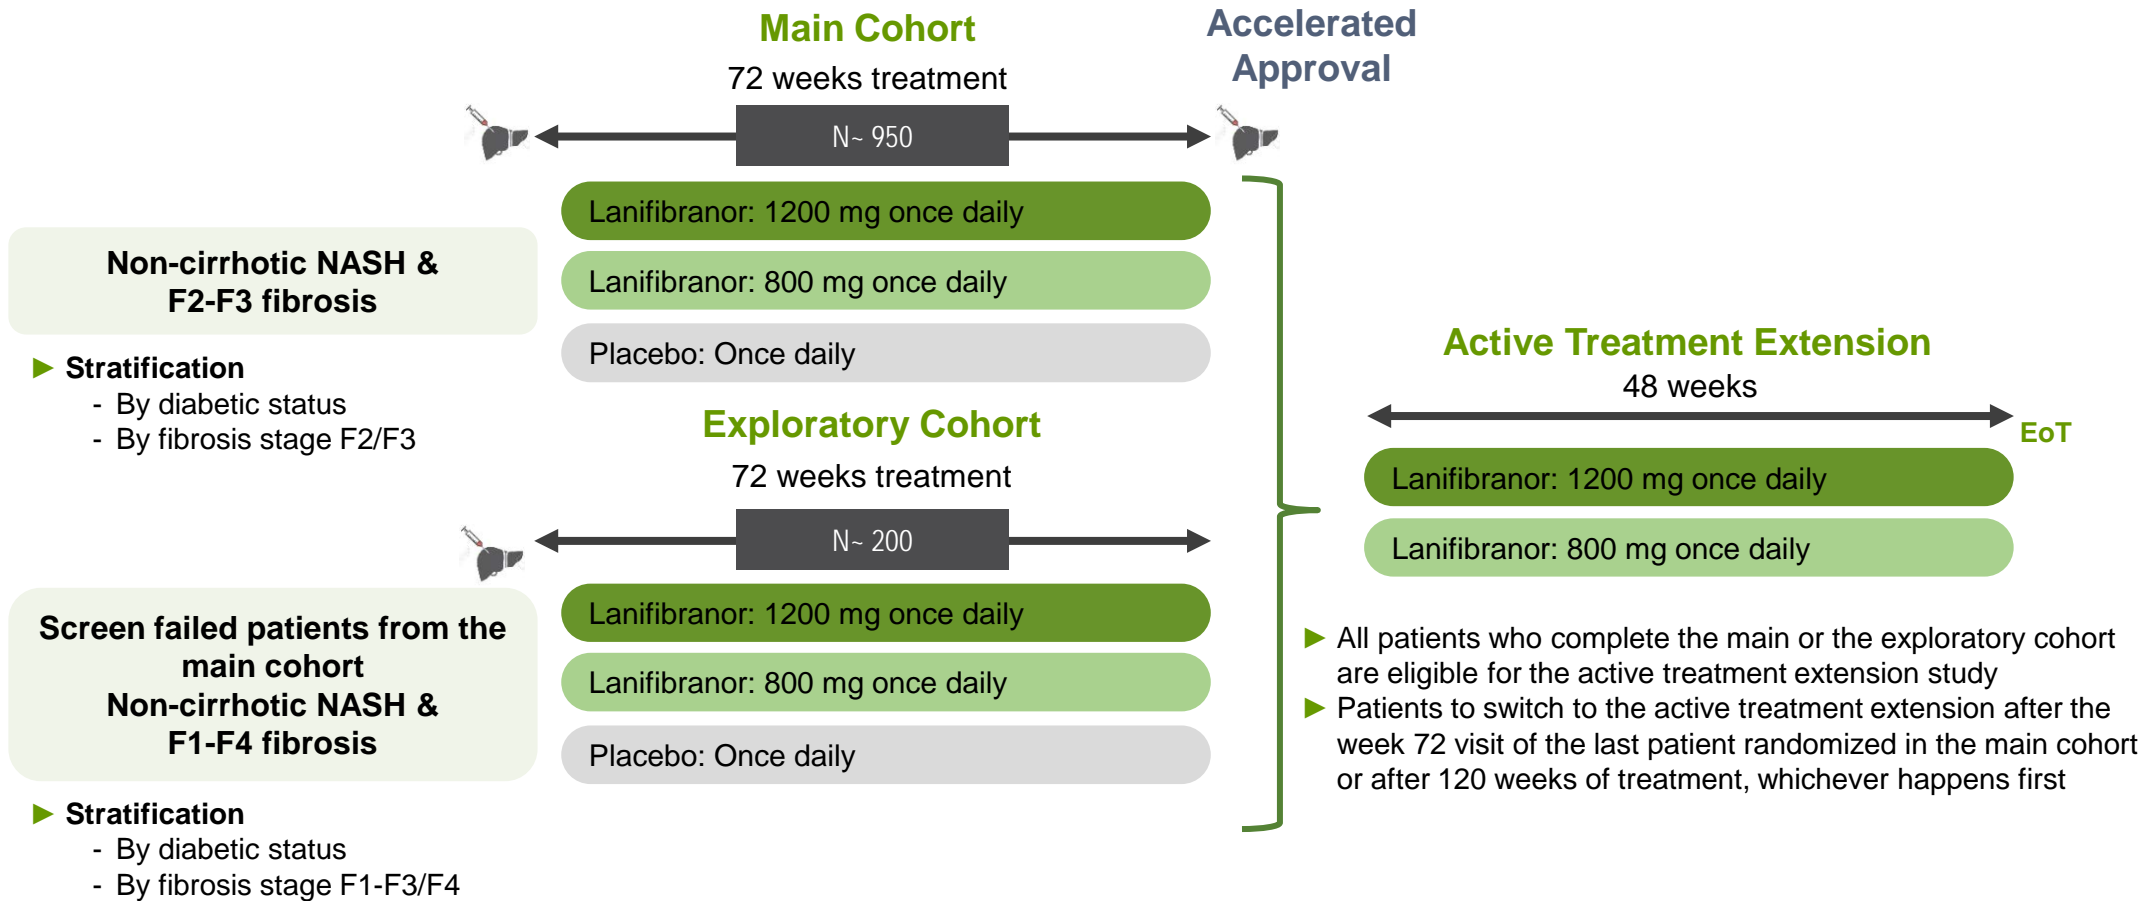 Main Cohort
72 weeks treatment
N~ 950
Accelerated
Approval
Lanifibranor: 1200 mg once daily
Lanifibranor: 800 mg once daily
Placebo: Once daily
Non-cirrhotic NASH &
F2-F3 fibrosis
► Stratification
- By diabetic status
- By fibrosis stage F2/F3
Exploratory Cohort
72 weeks treatment
N~ 200
Lanifibranor: 1200 mg once daily
Lanifibranor: 800 mg once daily
Placebo: Once daily
Screen failed patients from the
main cohort
Non-cirrhotic NASH &
F1-F4 fibrosis
► Stratification
- By diabetic status
- By fibrosis stage F1-F3/F4
Active Treatment Extension
48 weeks
EoT
Lanifibranor: 1200 mg once daily
Lanifibranor: 800 mg once daily
► All patients who complete the main or the exploratory cohort
are eligible for the active treatment extension study
► Patients to switch to the active treatment extension after the
week 72 visit of the last patient randomized in the main cohort
or after 120 weeks of treatment, whichever happens first